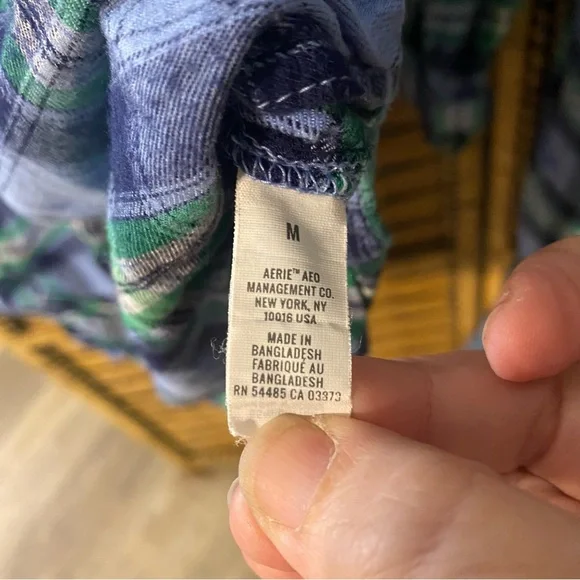 M
AERIE™ AEO
MANAGEMENT CO.
NEW YORK, NY
10016 USA
MADE IN
BANGLADESH
FABRIQUÉ AU
BANGLADESH
RN 54485 CA 03373